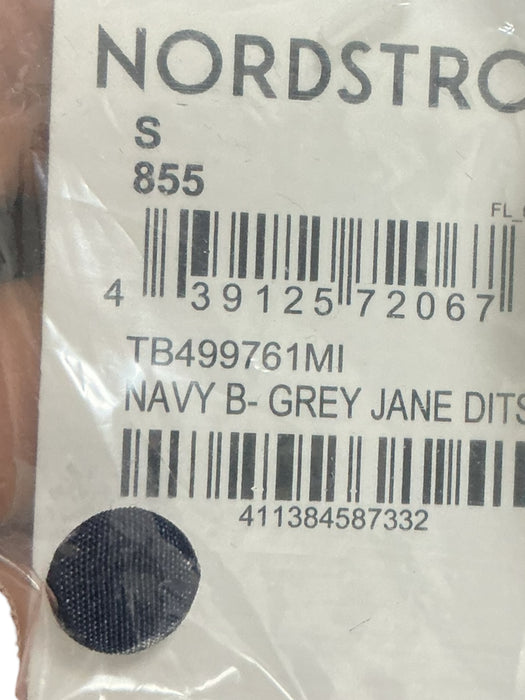 NORDSTRO
S
855
FL_
4 39125 72067
TB499761MI
NAVY B- GREY JANE DITS
411384587332